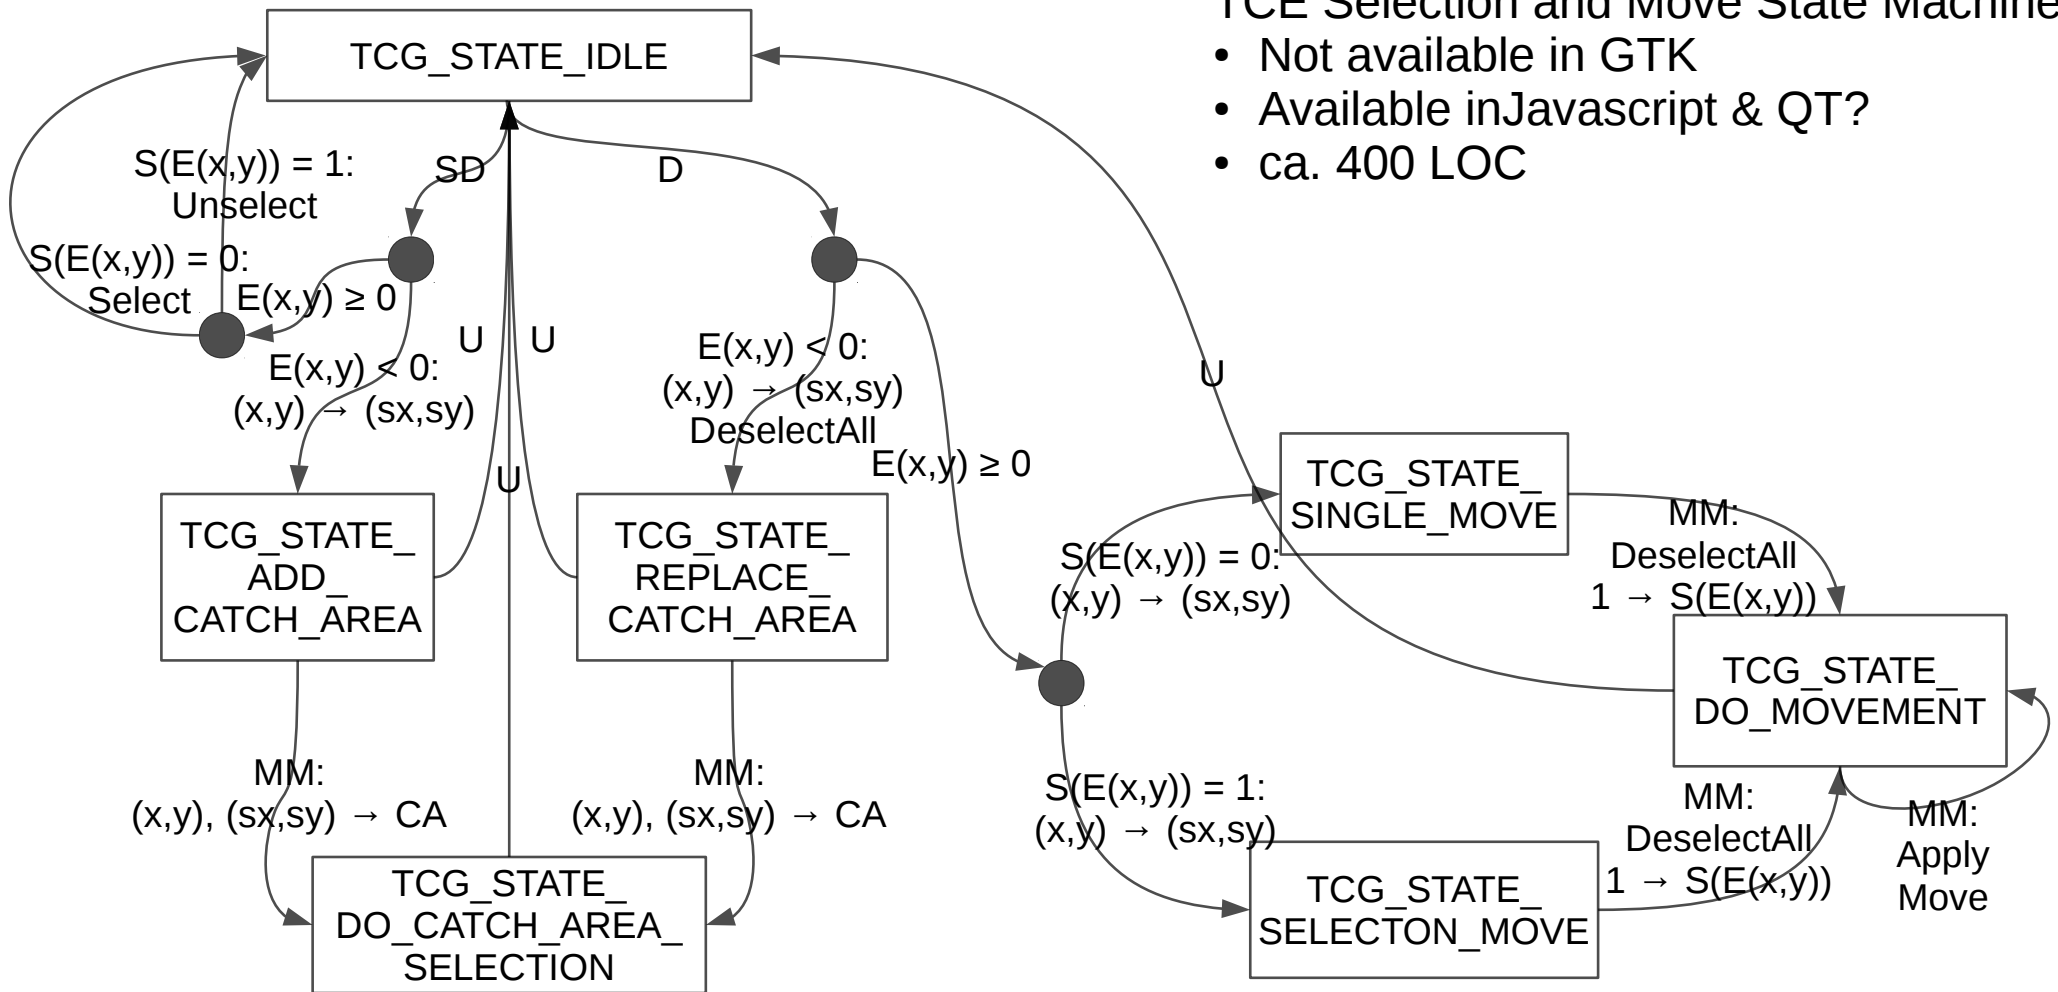 TCE Selection and Move State Machine
• Not available in GTK
• Available inJavascript & QT?
• ca. 400 LOC
TCG_STATE_IDLE
S(E(x,y)) = 1:
Unselect
SD
D
S(E(x,y)) = 0:
Select
E(x,y) ≥ 0
E(x,y) < 0:
(x,y) → (sx,sy)
U
U
E(x,y) < 0:
(x,y) → (sx,sy)
DeselectAll
E(x,y) ≥ 0
U
U
TCG_STATE_
ADD_
CATCH_AREA
TCG_STATE_
REPLACE_
CATCH_AREA
TCG_STATE_
SINGLE_MOVE
S(E(x,y)) = 0:
(x,y) → (sx,sy)
MM:
DeselectAll
1 → S(E(x,y))
TCG_STATE_
DO_MOVEMENT
MM:
(x,y), (sx,sy) → CA
MM:
(x,y), (sx,sy) → CA
S(E(x,y)) = 1:
(x,y) → (sx,sy)
MM:
DeselectAll
1 → S(E(x,y))
MM:
Apply
Move
TCG_STATE_
DO_CATCH_AREA_
SELECTION
TCG_STATE_
SELECTON_MOVE